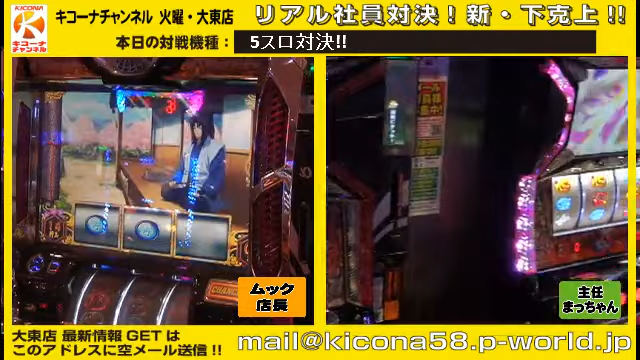 KICONA
キコーナ
チャンネル
キコーナチャンネル 火曜・大東店
リアル社員対決!新・下克上!!
本日の対戦機種:
5スロ対決!!
CHANCE
ムック
店長
主任
まっちゃん
大東店 最新情報GETは
このアドレスに空メール送信!!
mail@kicona58.p-world.jp